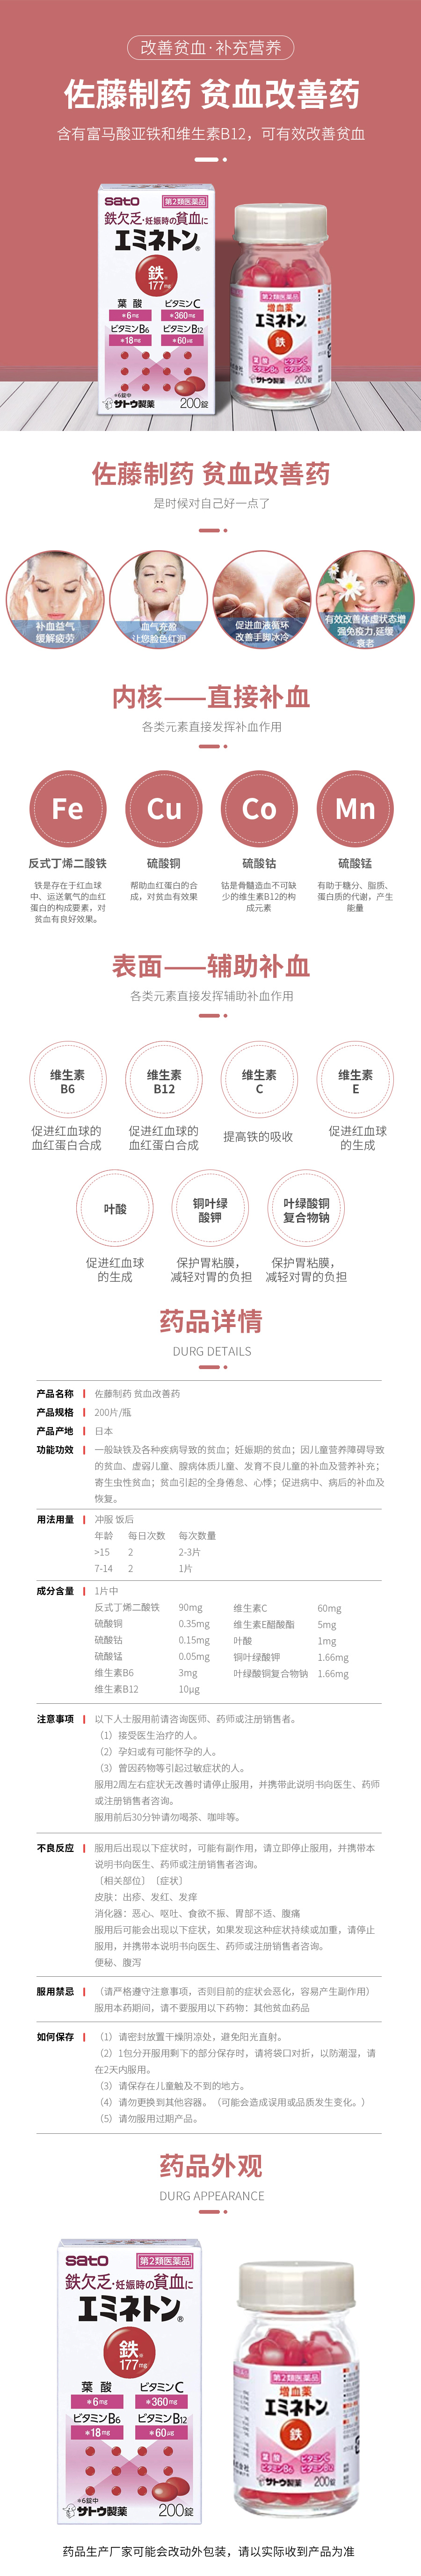 改善贫血·补充营养
佐藤制药 贫血改善药
含有富马酸亚铁和维生素B12，可有效改善贫血
sato
第2類医薬品
鉄欠乏・妊娠時の貧血に
エミネトン®
鉄*
177mg
葉 酸
ビタミンC
*6mg
*360mg
ビタミンB6
ビタミンB12
*18mg
*60μg
*6錠中
サトウ製薬
200錠
第2類医薬品
増血薬
エミネトン®
鉄
葉 酸
ビタミンC
ビタミンB6
ビタミンB12
サトウ製薬
200錠
佐藤制药 贫血改善药
是时候对自己好一点了
补血益气
缓解疲劳
血气充盈
让您脸色红润
促进血液循环
改善手脚冰冷
有效改善体虚状态增
强免疫力,延缓
衰老
内核——直接补血
各类元素直接发挥补血作用
Fe
Cu
Co
Mn
反式丁烯二酸铁
硫酸铜
硫酸钴
硫酸锰
铁是存在于红血球
中、运送氧气的血红
蛋白的构成要素，对
贫血有良好效果。
帮助血红蛋白的合
成，对贫血有效果
钴是骨髓造血不可缺
少的维生素B12的构
成元素
有助于糖分、脂质、
蛋白质的代谢，产生
能量
表面——辅助补血
各类元素直接发挥辅助补血作用
维生素
B6
维生素
B12
维生素
C
维生素
E
促进红血球的
血红蛋白合成
促进红血球的
血红蛋白合成
提高铁的吸收
促进红血球
的生成
叶酸
铜叶绿
酸钾
叶绿酸铜
复合物钠
促进红血球
的生成
保护胃粘膜，
减轻对胃的负担
保护胃粘膜，
减轻对胃的负担
药品详情
DURG DETAILS
产品名称 佐藤制药 贫血改善药
产品规格 200片/瓶
产品产地 日本
功能功效 一般缺铁及各种疾病导致的贫血；妊娠期的贫血；因儿童营养障碍导致
的贫血、虚弱儿童、腺病体质儿童、发育不良儿童的补血及营养补充；
寄生虫性贫血；贫血引起的全身倦怠、心悸；促进病中、病后的补血及
恢复。
用法用量 冲服 饭后
年龄 每日次数 每次数量
>15 2 2-3片
7-14 2 1片
成分含量 1片中
反式丁烯二酸铁 90mg 维生素C 60mg
硫酸铜 0.35mg 维生素E醋酸酯 5mg
硫酸钴 0.15mg 叶酸 1mg
硫酸锰 0.05mg 铜叶绿酸钾 1.66mg
维生素B6 3mg 叶绿酸铜复合物钠 1.66mg
维生素B12 10μg
注意事项 以下人士服用前请咨询医师、药师或注册销售者。
（1）接受医生治疗的人。
（2）孕妇或有可能怀孕的人。
（3）曾因药物等引起过敏症状的人。
服用2周左右症状无改善时请停止服用，并携带此说明书向医生、药师
或注册销售者咨询。
服用前后30分钟请勿喝茶、咖啡等。
不良反应 服用后出现以下症状时，可能有副作用，请立即停止服用，并携带本
说明书向医生、药师或注册销售者咨询。
〔相关部位〕〔症状〕
皮肤：出疹、发红、发痒
消化器：恶心、呕吐、食欲不振、胃部不适、腹痛
服用后可能会出现以下症状，如果发现这种症状持续或加重，请停止
服用，并携带本说明书向医生、药师或注册销售者咨询。
便秘、腹泻
服用禁忌 （请严格遵守注意事项，否则目前的症状会恶化，容易产生副作用）
服用本药期间，请不要服用以下药物：其他贫血药品
如何保存 （1）请密封放置干燥阴凉处，避免阳光直射。
（2）1包分开服用剩下的部分保存时，请将袋口对折，以防潮湿，请
在2天内服用。
（3）请保存在儿童触及不到的地方。
（4）请勿更换到其他容器。（可能会造成误用或品质发生变化。）
（5）请勿服用过期产品。
药品外观
DURG APPEARANCE
sato
第2類医薬品
鉄欠乏・妊娠時の貧血に
エミネトン®
鉄*
177mg
葉 酸
ビタミンC
*6mg
*360mg
ビタミンB6
ビタミンB12
*18mg
*60μg
*6錠中
サトウ製薬
200錠
第2類医薬品
増血薬
エミネトン®
鉄
葉 酸
ビタミンC
ビタミンB6
ビタミンB12
サトウ製薬
200錠
药品生产厂家可能会改动外包装，请以实际收到产品为准